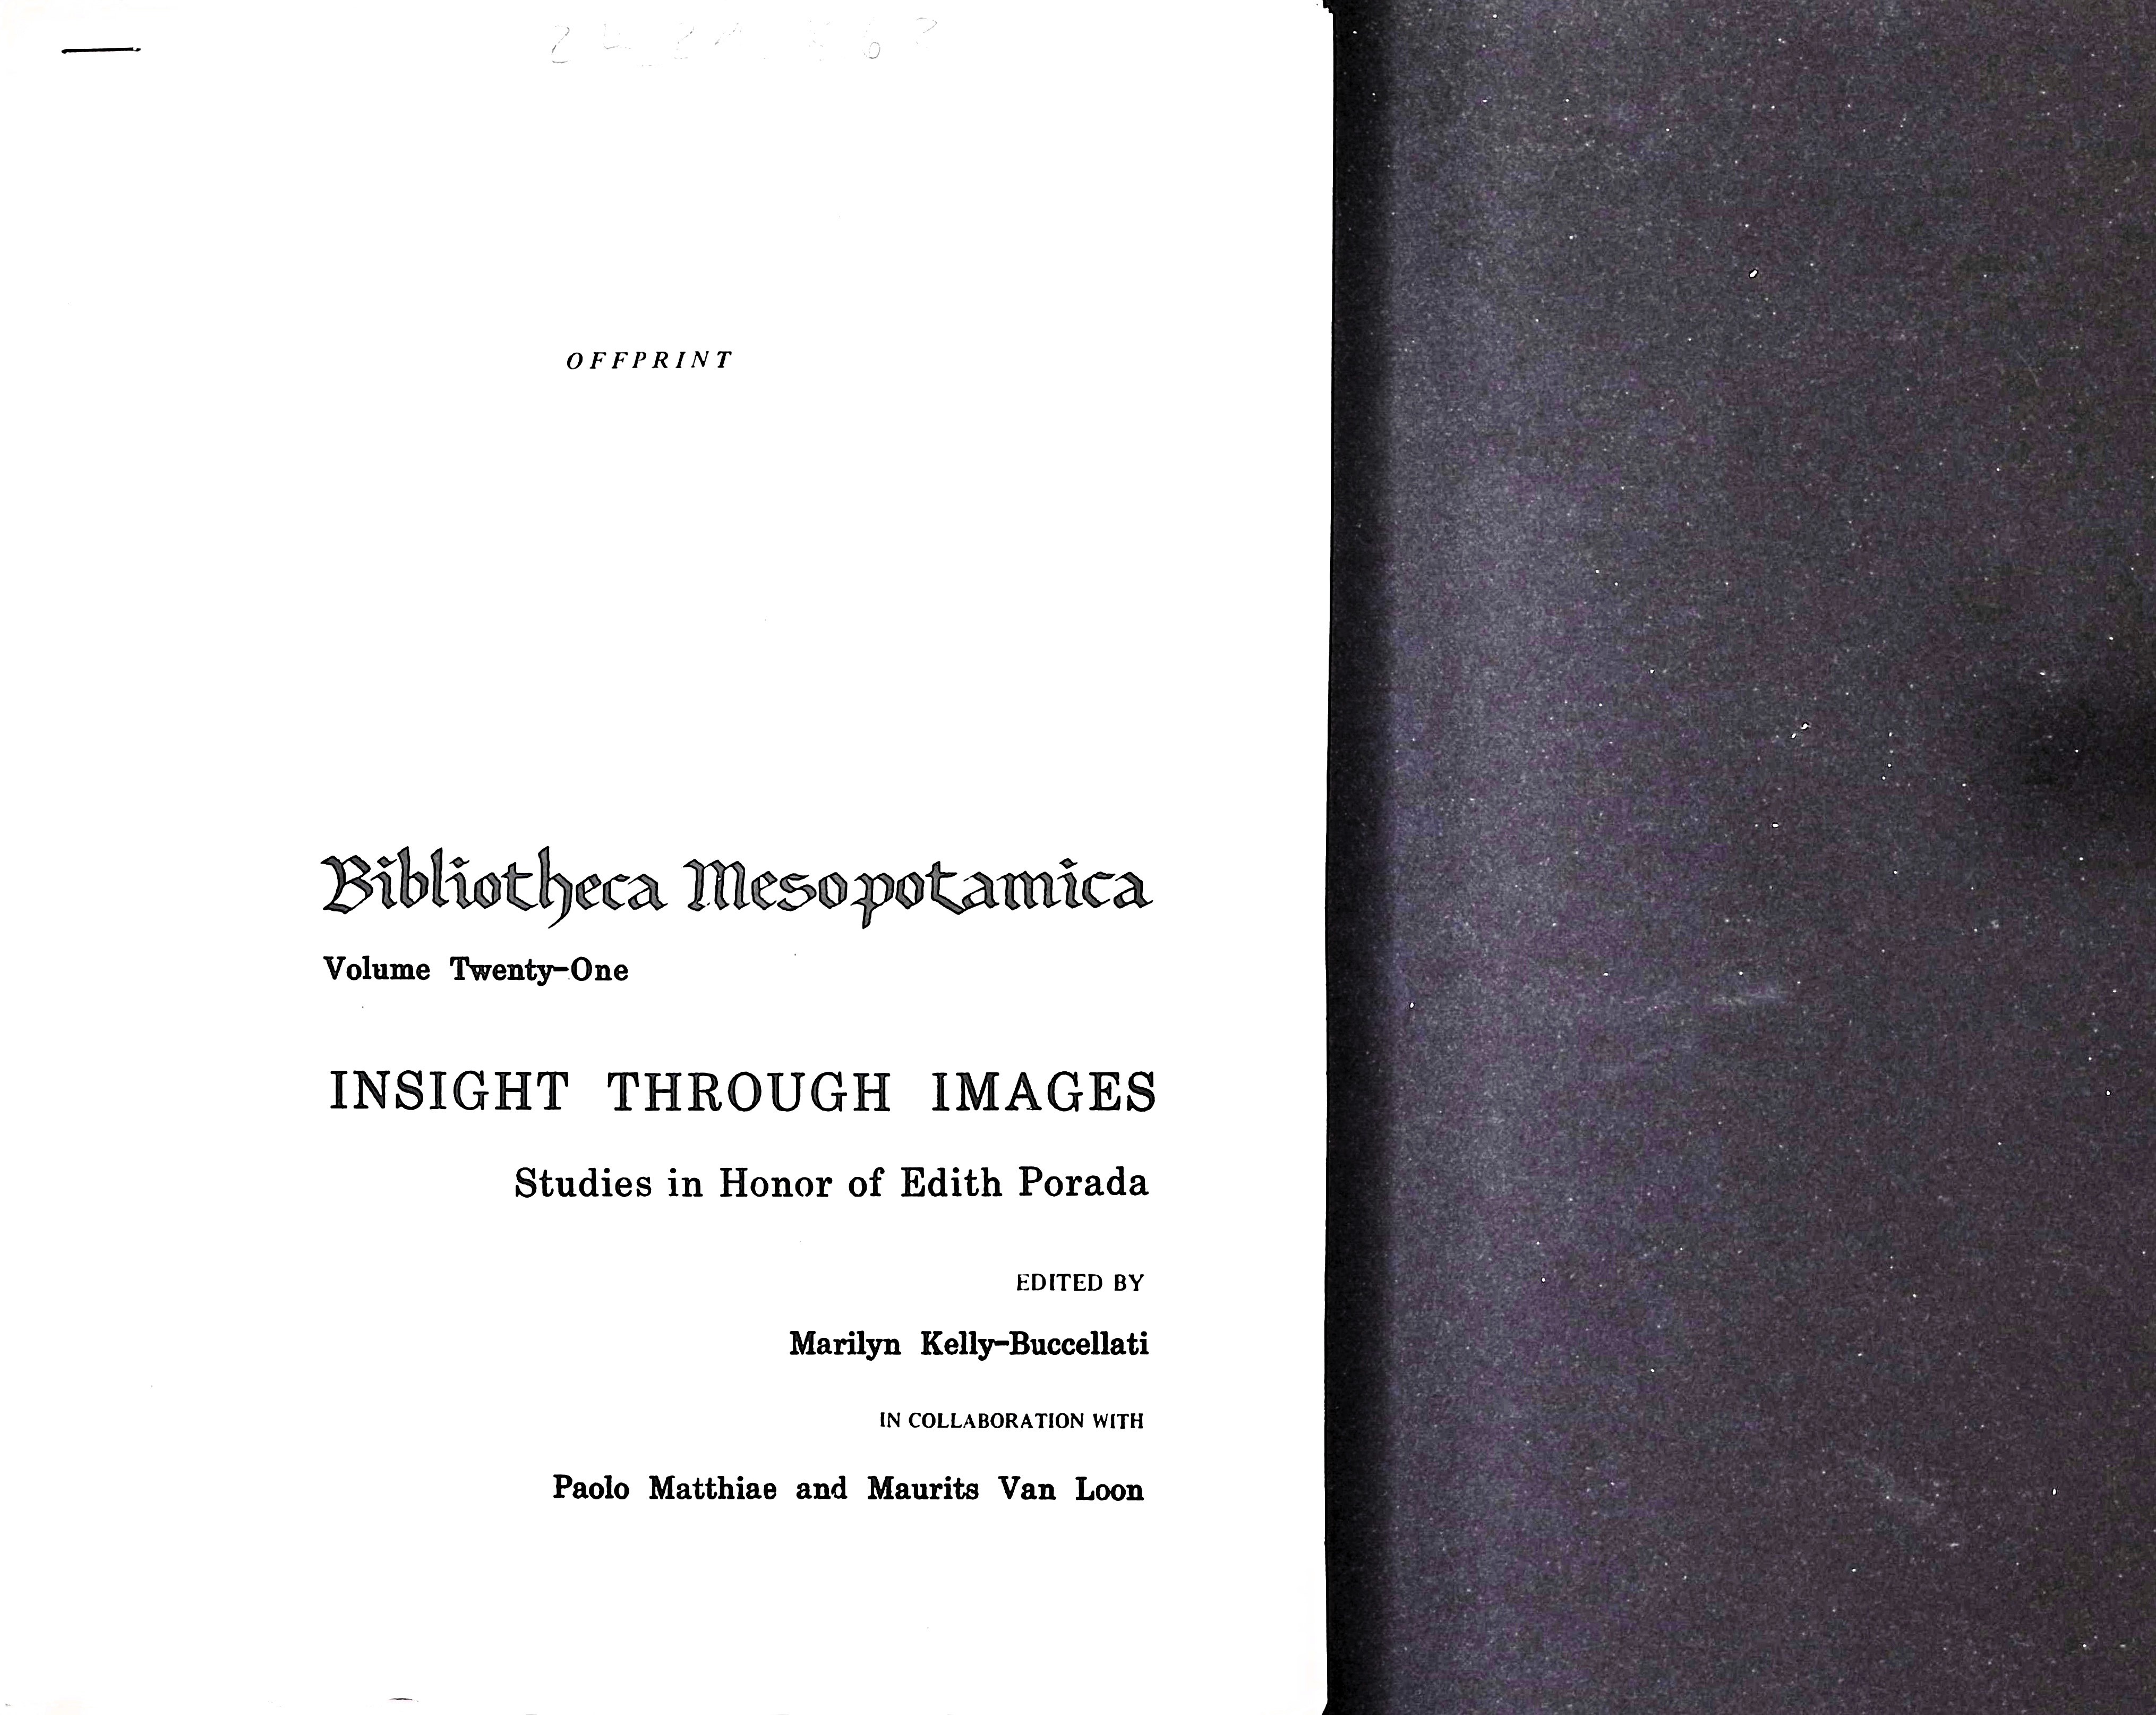 OFFPRINT
Bibliotheca Mesopotamica
Volume Twenty-One
INSIGHT THROUGH IMAGES
Studies in Honor of Edith Porada
EDITED BY
Marilyn Kelly-Buccellati
IN COLLABORATION WITH
Paolo Matthiae and Maurits Van Loon